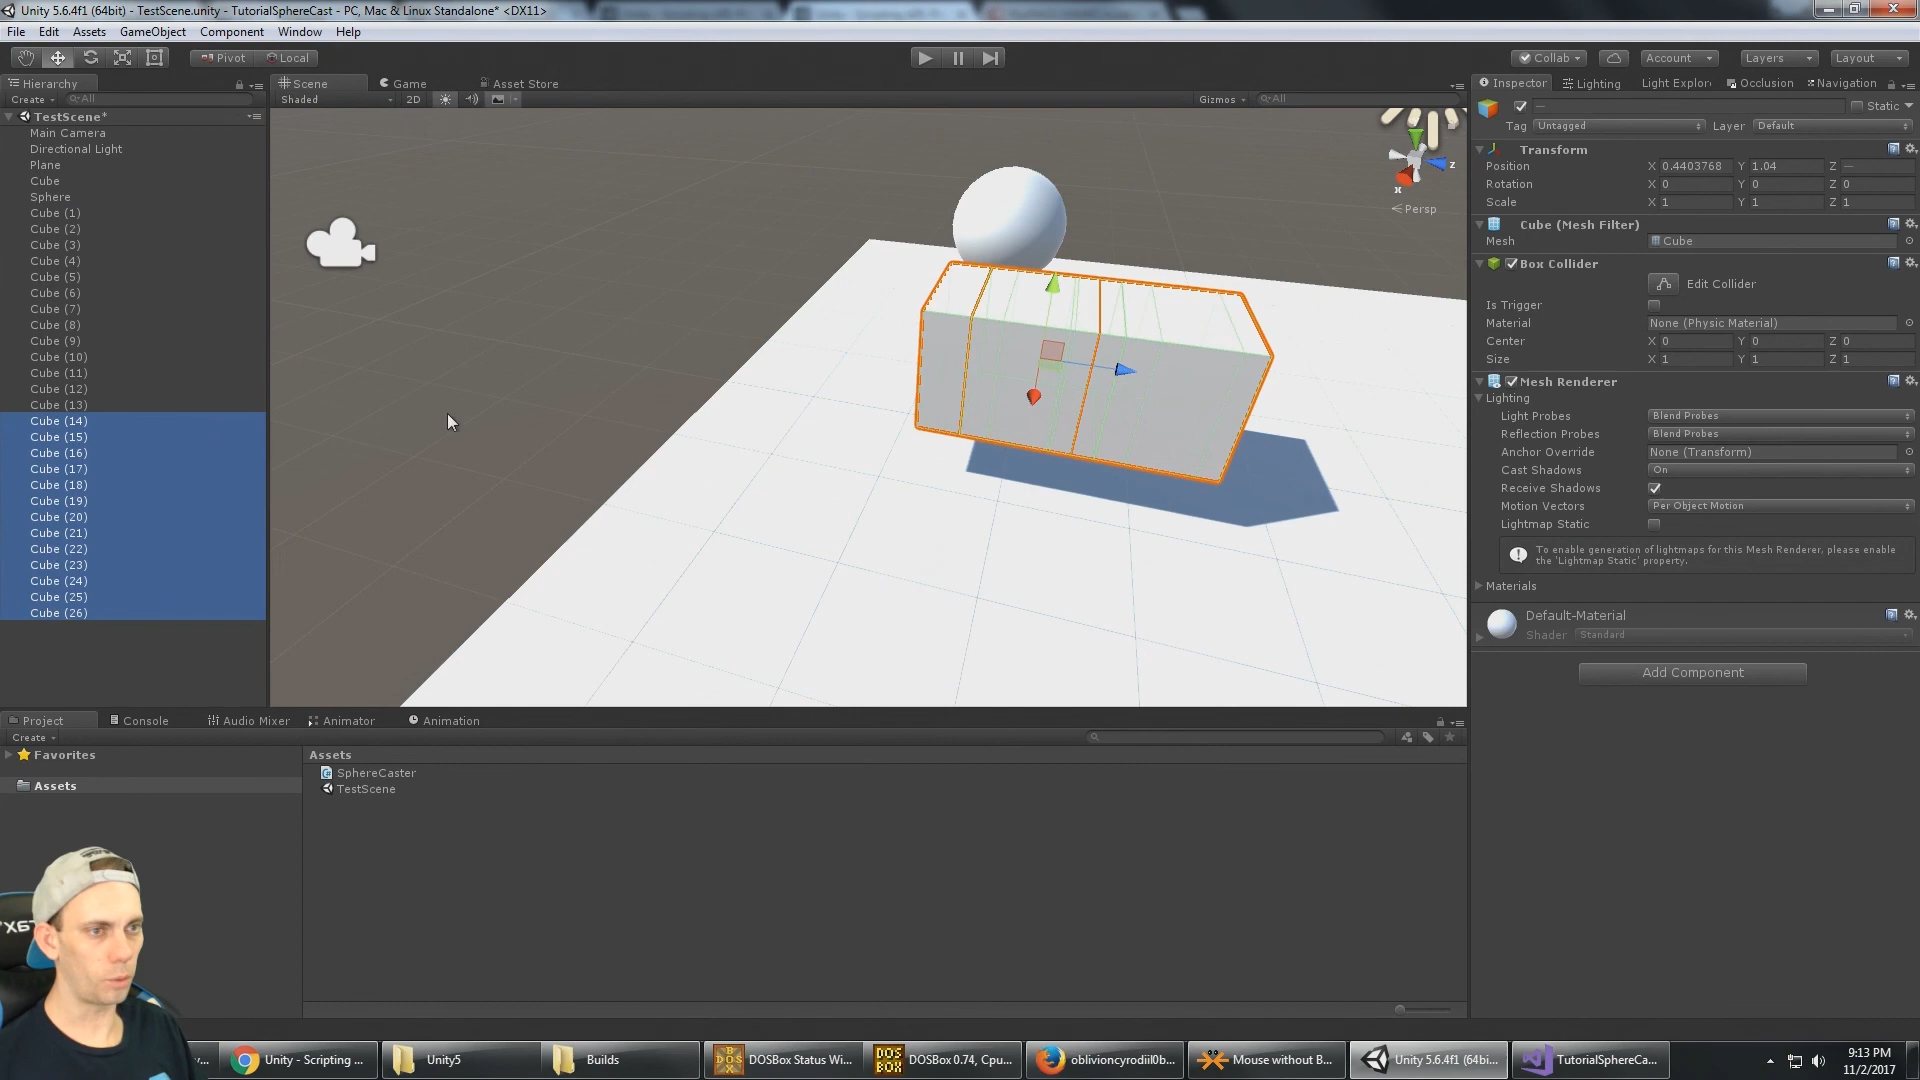 Unity 5.6.4f1 (64bit) - TestScene.unity - TutorialSphereCast - PC, Mac & Linux Standalone* <DX11>
File Edit Assets GameObject Component Window Help
Pivot Local Collab Account Layers Layout
Hierarchy Scene Game Asset Store Inspector Lighting Light Explor Occlusion Navigation
Create All Shaded 2D Gizmos All
TestScene*
Main Camera
Directional Light
Plane
Cube
Sphere
Cube (1)
Cube (2)
Cube (3)
Cube (4)
Cube (5)
Cube (6)
Cube (7)
Cube (8)
Cube (9)
Cube (10)
Cube (11)
Cube (12)
Cube (13)
Cube (14)
Cube (15)
Cube (16)
Cube (17)
Cube (18)
Cube (19)
Cube (20)
Cube (21)
Cube (22)
Cube (23)
Cube (24)
Cube (25)
Cube (26)
z
x
Persp
— Static
Tag Untagged Layer Default
Transform
Position X 0.4403768 Y 1.04 Z —
Rotation X 0 Y 0 Z 0
Scale X 1 Y 1 Z 1
Cube (Mesh Filter)
Mesh Cube
Box Collider
Edit Collider
Is Trigger
Material None (Physic Material)
Center X 0 Y 0 Z 0
Size X 1 Y 1 Z 1
Mesh Renderer
Lighting
Light Probes Blend Probes
Reflection Probes Blend Probes
Anchor Override None (Transform)
Cast Shadows On
Receive Shadows
Motion Vectors Per Object Motion
Lightmap Static
To enable generation of lightmaps for this Mesh Renderer, please enable
the 'Lightmap Static' property.
Materials
Default-Material
Shader Standard
Add Component
Project Console Audio Mixer Animator Animation
Create
Favorites
Assets
Assets
SphereCaster
TestScene
Unity - Scripting ... Unity5 Builds DOSBox Status Wi... DOSBox 0.74, Cpu... oblivioncyrodiil0b... Mouse without B... Unity 5.6.4f1 (64bi... TutorialSphereCa...
9:13 PM
11/2/2017